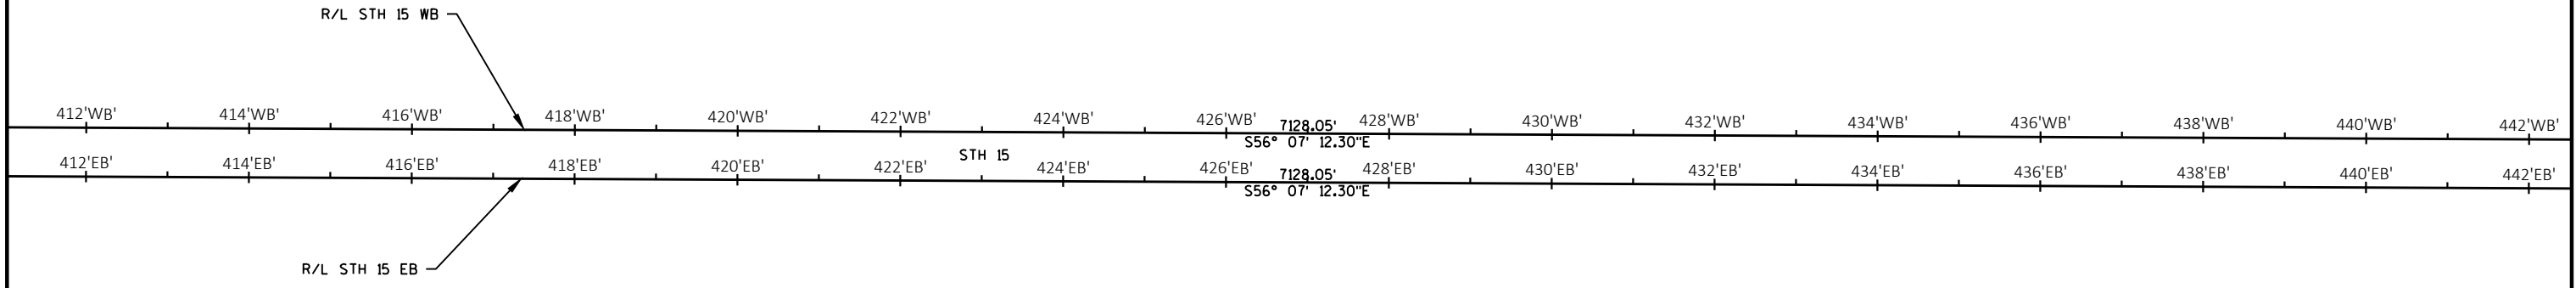 R/L STH 15 WB
412'WB' 414'WB' 416'WB' 418'WB' 420'WB' 422'WB' 424'WB' 426'WB' 7128.05' 428'WB' 430'WB' 432'WB' 434'WB' 436'WB' 438'WB' 440'WB' 442'WB'
S56° 07' 12.30"E
STH 15
412'EB' 414'EB' 416'EB' 418'EB' 420'EB' 422'EB' 424'EB' 426'EB' 7128.05' 428'EB' 430'EB' 432'EB' 434'EB' 436'EB' 438'EB' 440'EB' 442'EB'
S56° 07' 12.30"E
R/L STH 15 EB